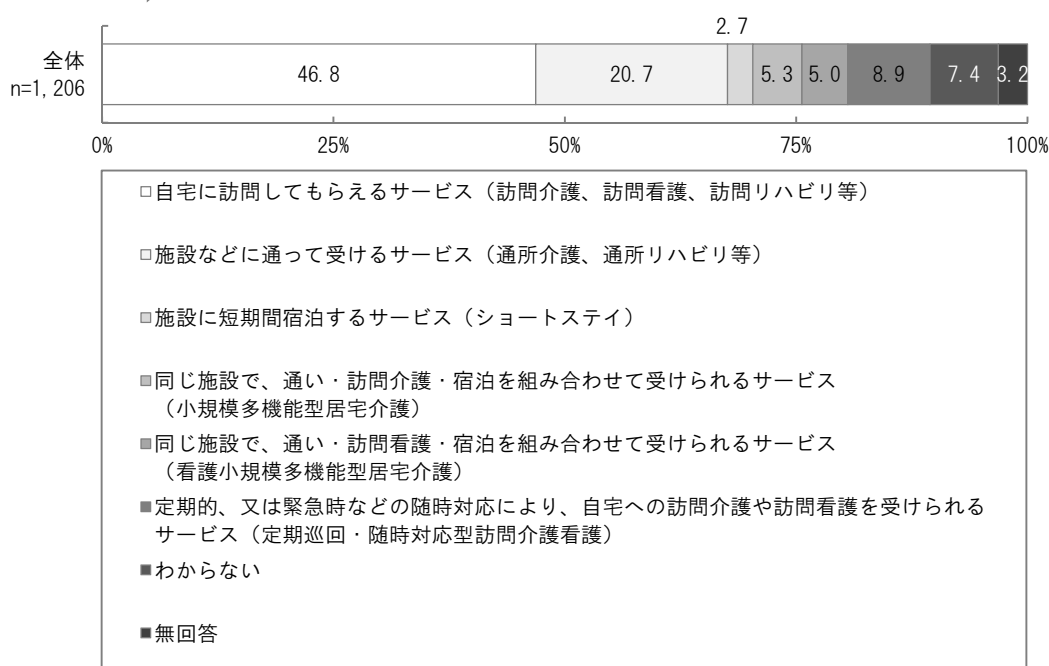 2.7
全体
n=1,206
46.8
20.7
5.3
5.0
8.9
7.4
3.2
0%
25%
50%
75%
100%
□自宅に訪問してもらえるサービス（訪問介護、訪問看護、訪問リハビリ等）
□施設などに通って受けるサービス（通所介護、通所リハビリ等）
□施設に短期間宿泊するサービス（ショートステイ）
■同じ施設で、通い・訪問介護・宿泊を組み合わせて受けられるサービス
（小規模多機能型居宅介護）
■同じ施設で、通い・訪問看護・宿泊を組み合わせて受けられるサービス
（看護小規模多機能型居宅介護）
■定期的、又は緊急時などの随時対応により、自宅への訪問介護や訪問看護を受けられる
サービス（定期巡回・随時対応型訪問介護看護）
■わからない
■無回答